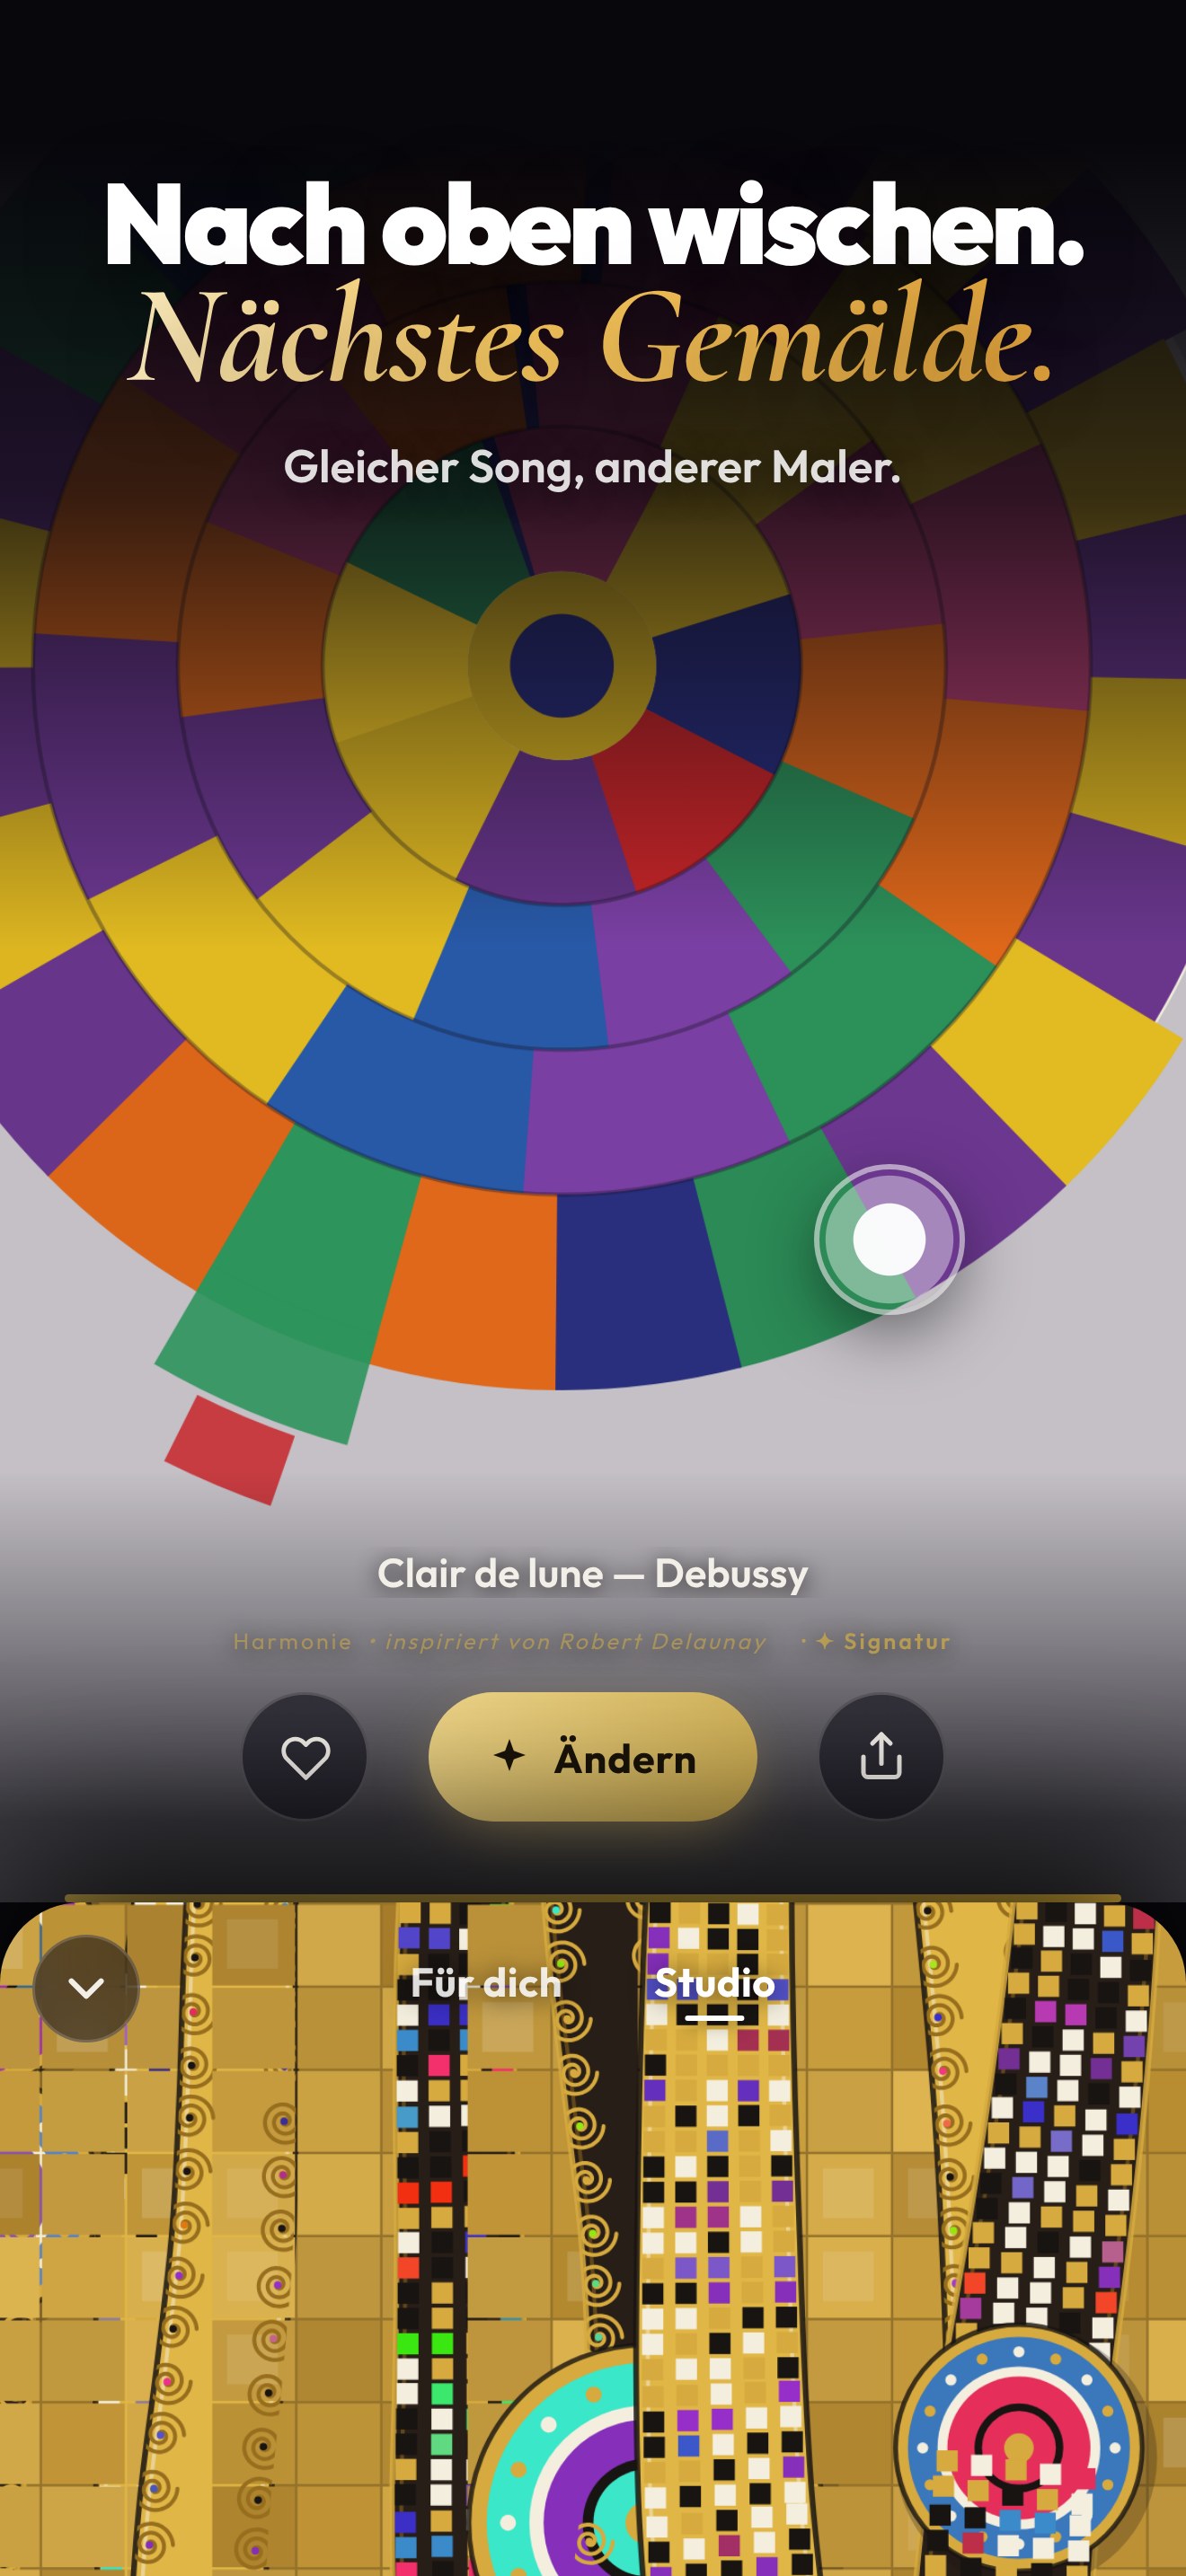 Nach oben wischen.
Nächstes Gemälde.
Gleicher Song, anderer Maler.
Clair de lune — Debussy
Harmonie · inspiriert von Robert Delaunay · ✦ Signatur
Ändern
Für dich Studio